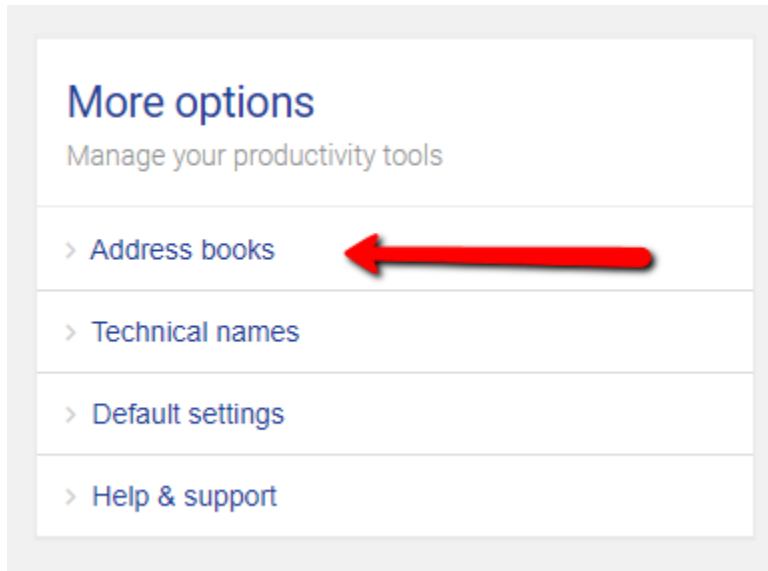 More options
Manage your productivity tools
Address books
Technical names
Default settings
Help & support